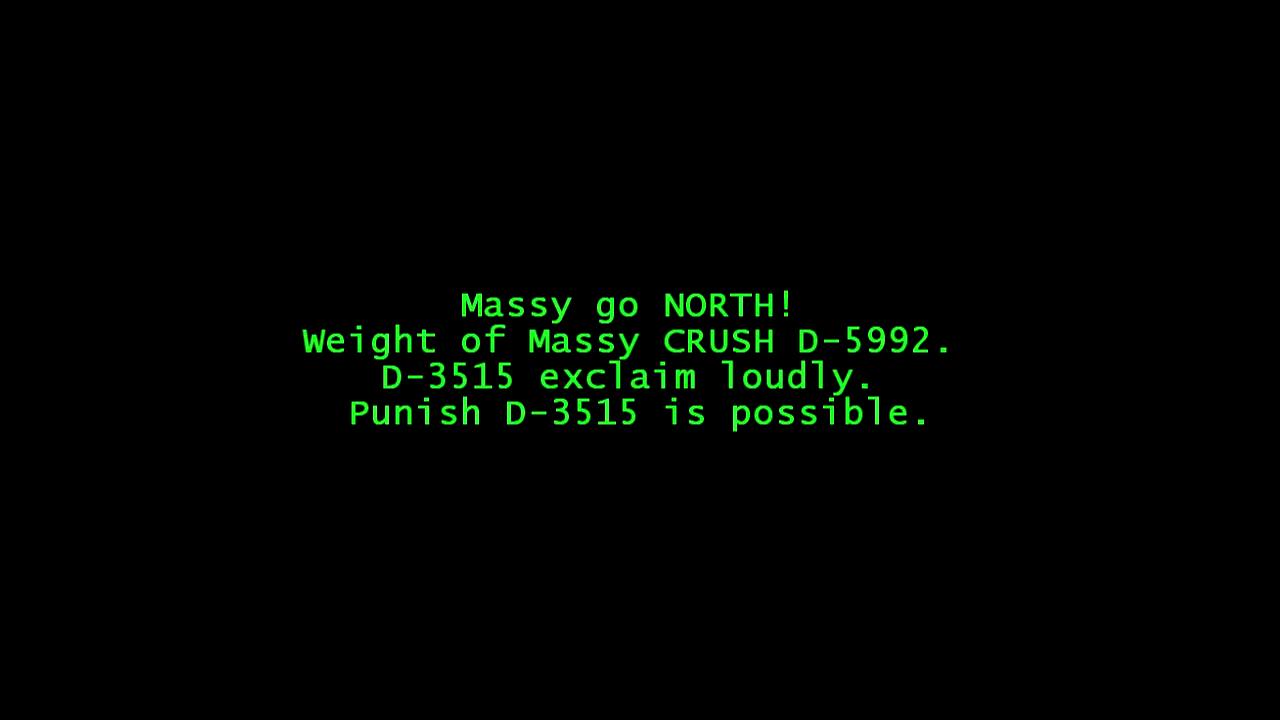 Massy go NORTH!
Weight of Massy CRUSH D-5992.
D-3515 exclaim loudly.
Punish D-3515 is possible.